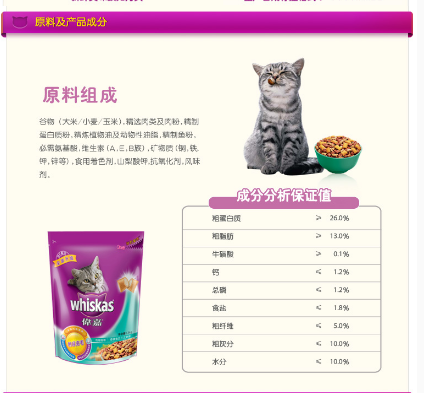 原料及产品成分
原料组成
谷物（大米/小麦/玉米）,精选肉类及肉粉,精制
蛋白质粉,精炼植物油及动物性油脂,精制鱼粉,
必需氨基酸,维生素(A,E,B族）,矿物质(铜,铁,
钾,锌等）,食用着色剂,山梨酸钾,抗氧化剂,风味
剂。
成分分析保证值
粗蛋白质 ≥ 26.0%
粗脂肪 ≥ 13.0%
牛磺酸 ≥ 0.1%
钙 ≤ 1.2%
总磷 ≤ 1.2%
食盐 ≤ 1.8%
粗纤维 ≤ 5.0%
粗灰分 ≤ 10.0%
水分 ≤ 10.0%
whiskas
伟嘉